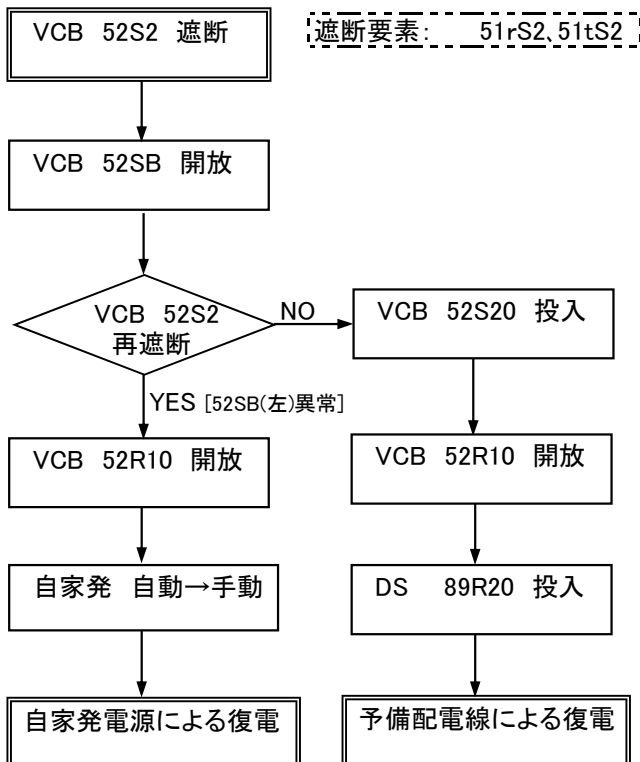 VCB 52S2 遮断
遮断要素: 51rS2、51tS2
VCB 52SB 開放
VCB 52S2
再遮断
NO
VCB 52S20 投入
YES [52SB(左)異常]
VCB 52R10 開放
VCB 52R10 開放
自家発 自動→手動
DS 89R20 投入
自家発電源による復電
予備配電線による復電